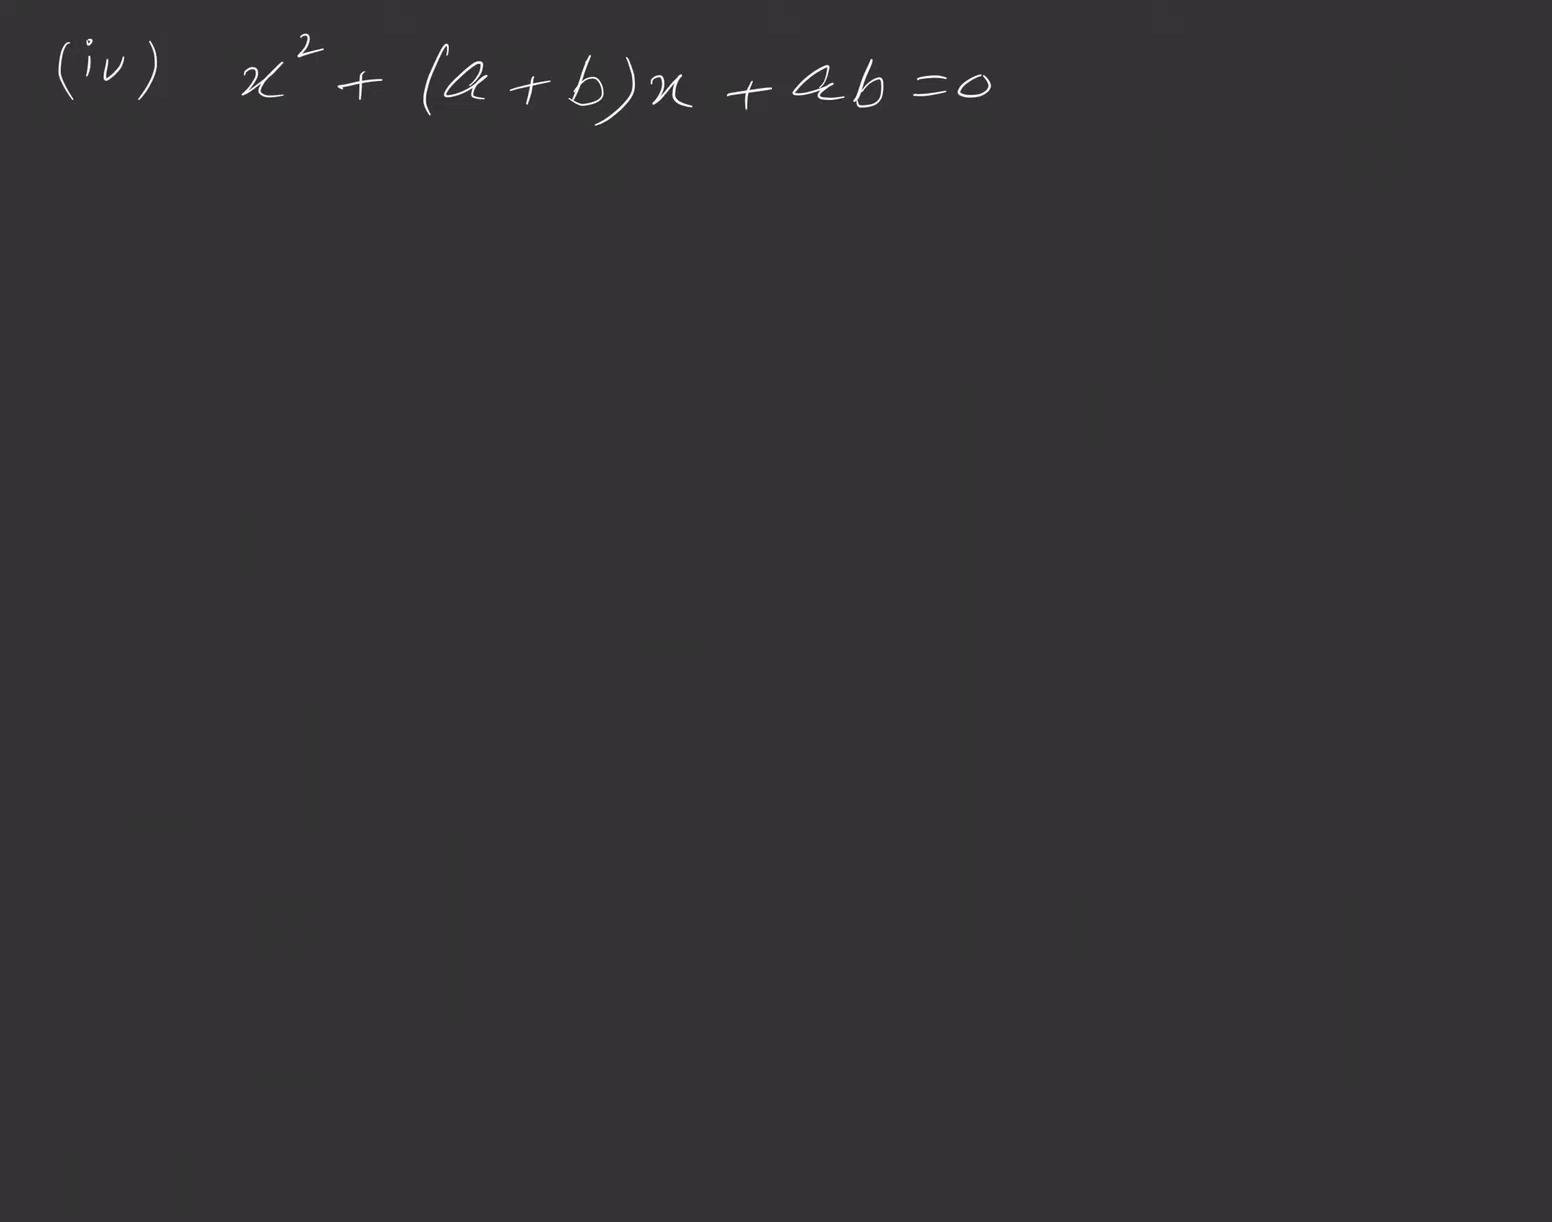 (iv) x² + (a + b)x + ab = 0